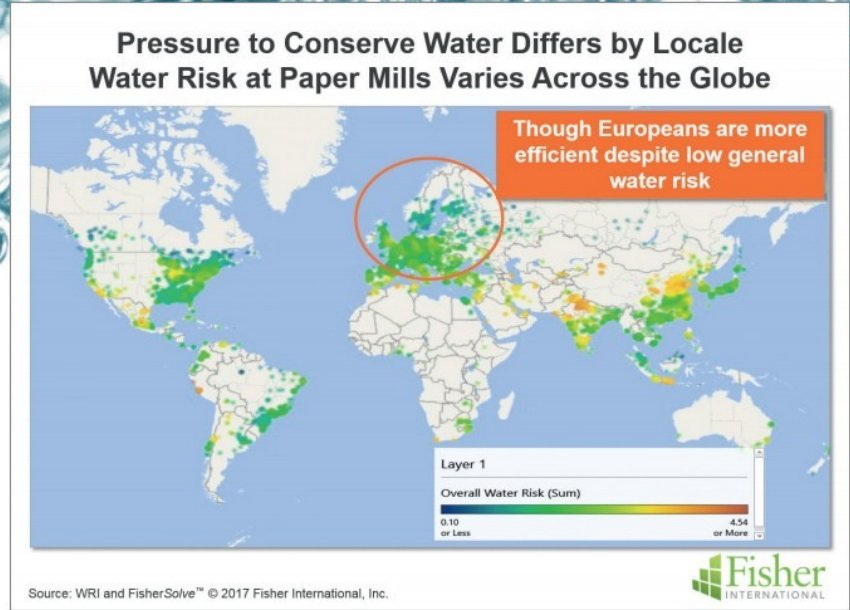 Pressure to Conserve Water Differs by Locale
Water Risk at Paper Mills Varies Across the Globe
Though Europeans are more
efficient despite low general
water risk
Layer 1
Overall Water Risk (Sum)
0.10
or Less
4.54
or More
Source: WRI and FisherSolve™ © 2017 Fisher International, Inc.
Fisher
INTERNATIONAL